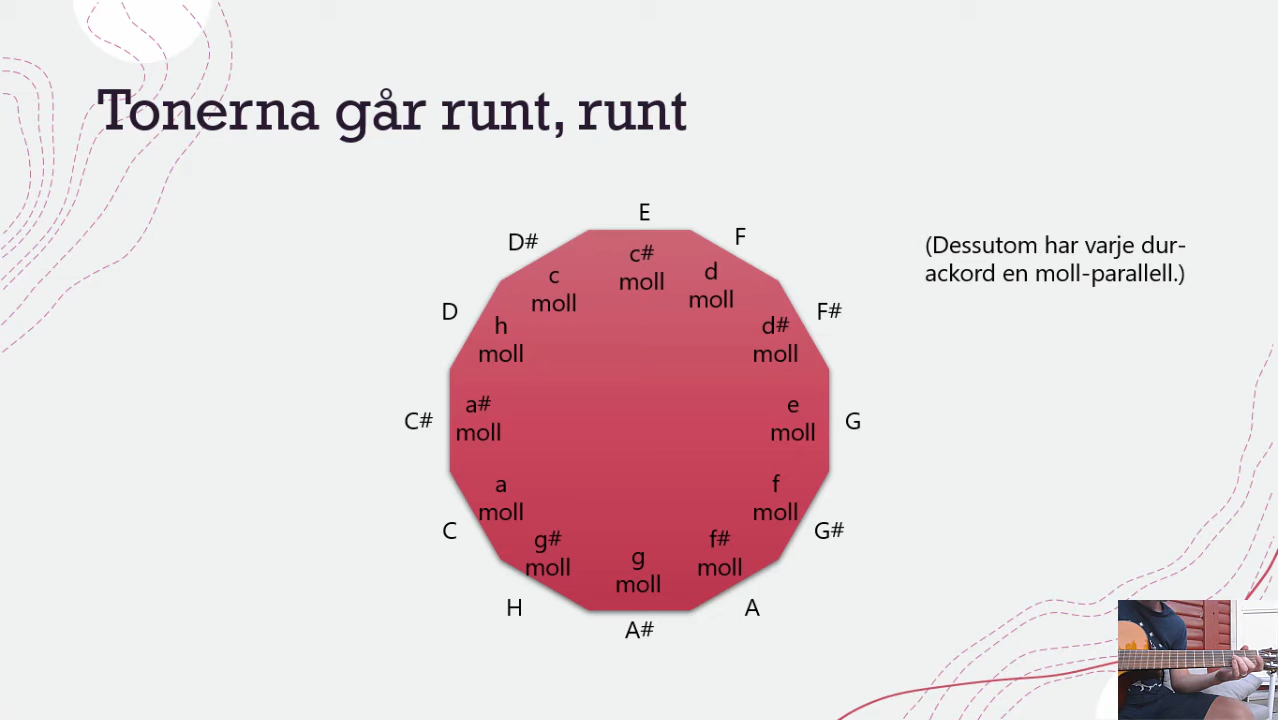 Tonerna går runt, runt
(Dessutom har varje dur-
ackord en moll-parallell.)
E
F
F#
G
G#
A
A#
H
C
C#
D
D#
c#
moll
d
moll
d#
moll
e
moll
f
moll
f#
moll
g
moll
g#
moll
a
moll
a#
moll
h
moll
c
moll